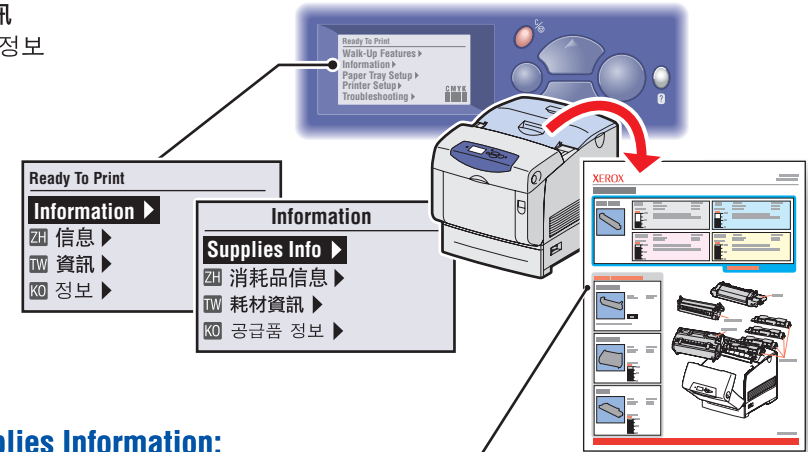 訊
정보
Ready To Print
Walk-Up Features ▶
Information ▶
Paper Tray Setup ▶
Printer Setup ▶
Troubleshooting ▶
CMYK
?
Ready To Print
Information ▶
ZH 信息 ▶
TW 資訊 ▶
KO 정보 ▶
Information
Supplies Info ▶
ZH 消耗品信息 ▶
TW 耗材資訊 ▶
KO 공급품 정보 ▶
XEROX
plies Information: